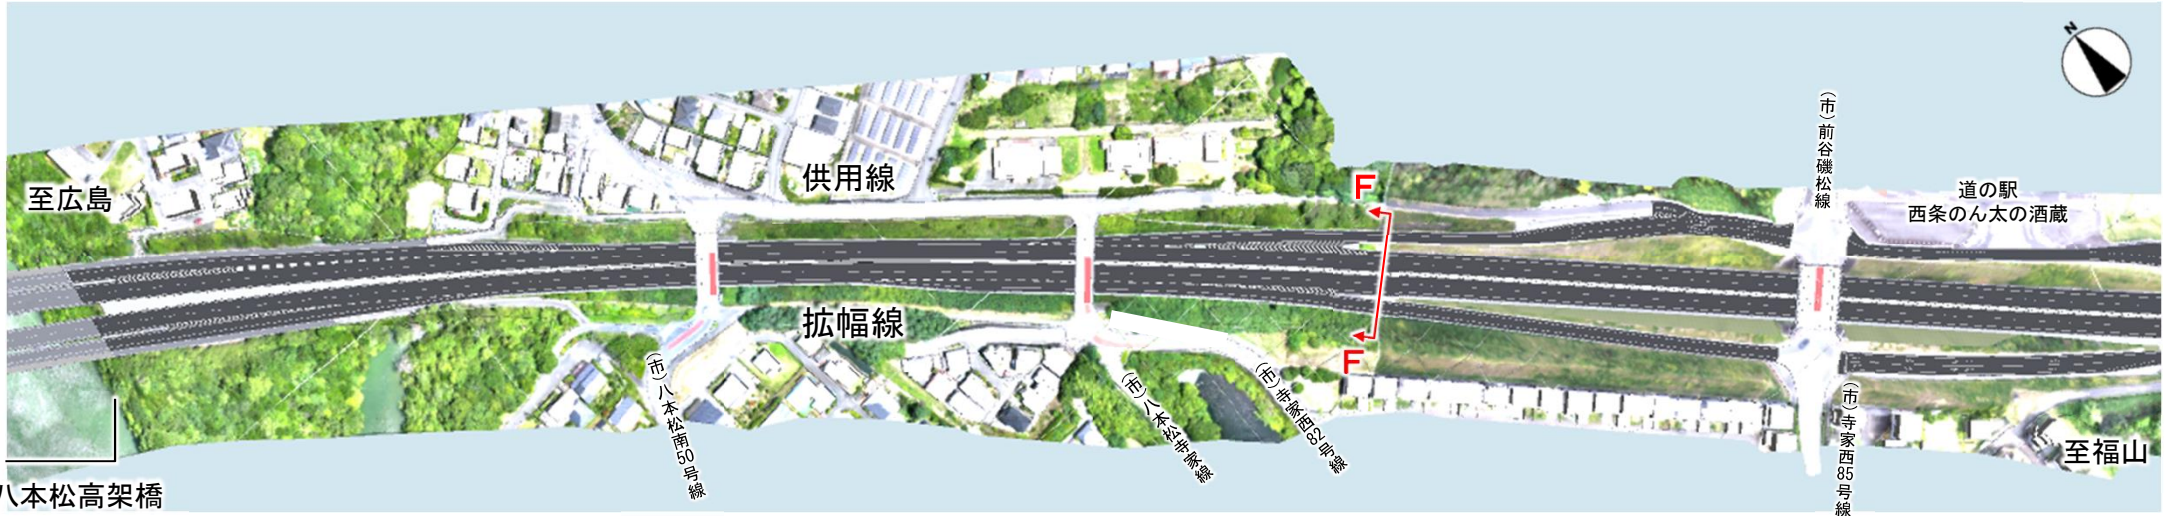 N
(市)前谷磯松線
道の駅
西条のん太の酒蔵
供用線
至広島
F
拡幅線
F
(市)八本松南50号線
(市)八本松寺家線
(市)寺家西82号線
(市)寺家西85号線
至福山
八本松高架橋